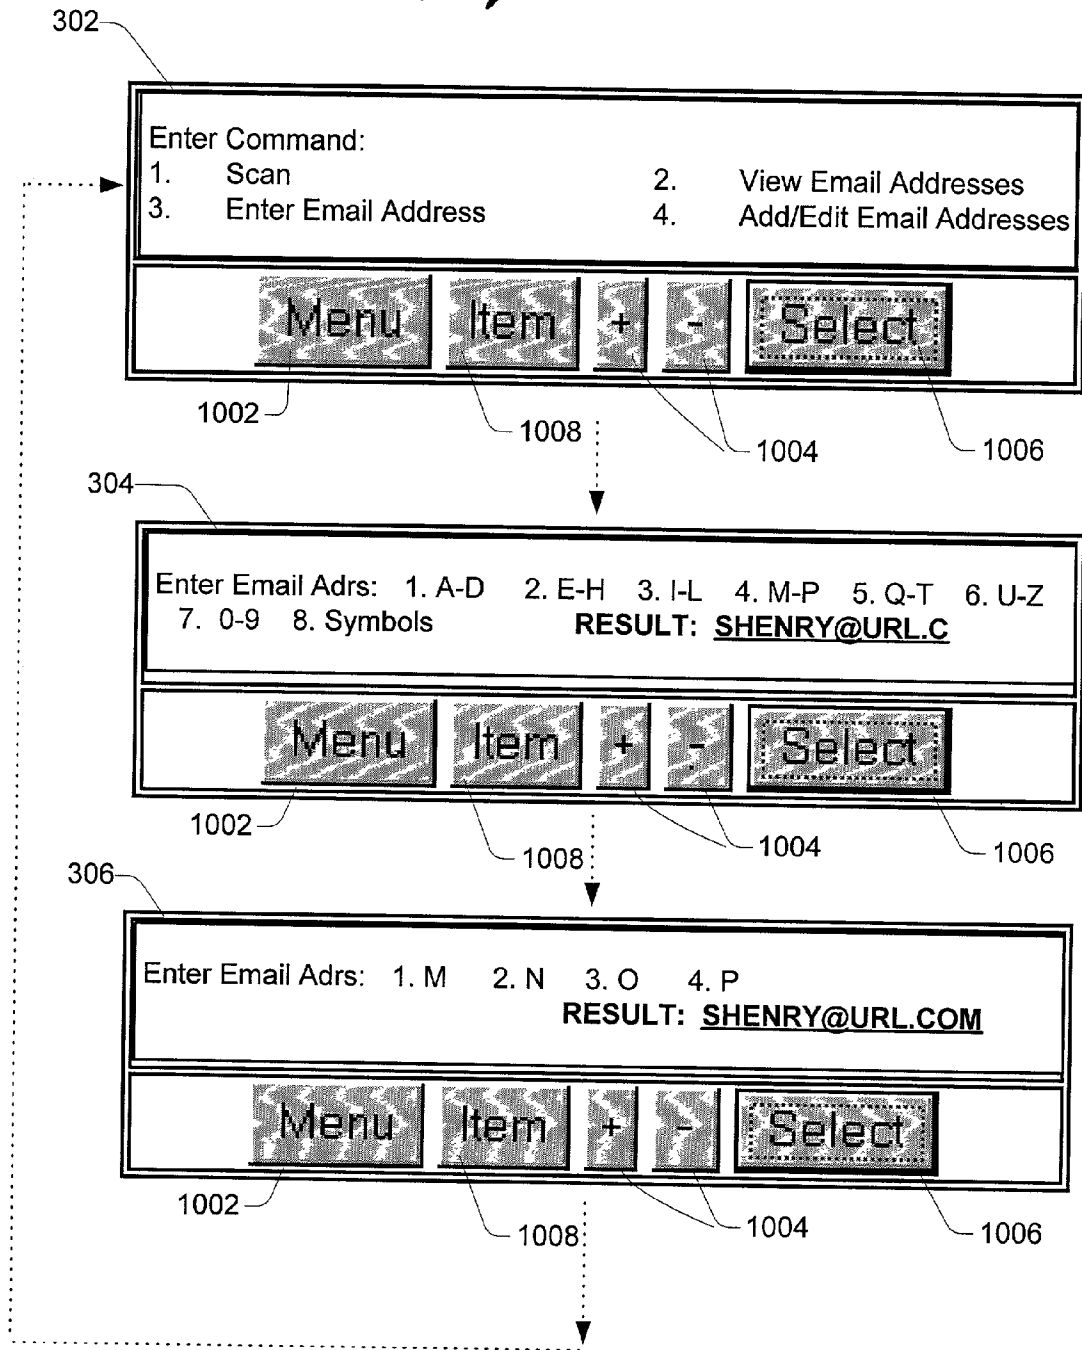 302
Enter Command:
1. Scan 2. View Email Addresses
3. Enter Email Address 4. Add/Edit Email Addresses
Menu Item + - Select
1002 1008 1004 1006
304
Enter Email Adrs: 1. A-D 2. E-H 3. I-L 4. M-P 5. Q-T 6. U-Z
7. 0-9 8. Symbols RESULT: SHENRY@URL.C
Menu Item + - Select
1002 1008 1004 1006
306
Enter Email Adrs: 1. M 2. N 3. O 4. P
RESULT: SHENRY@URL.COM
Menu Item + - Select
1002 1008 1004 1006